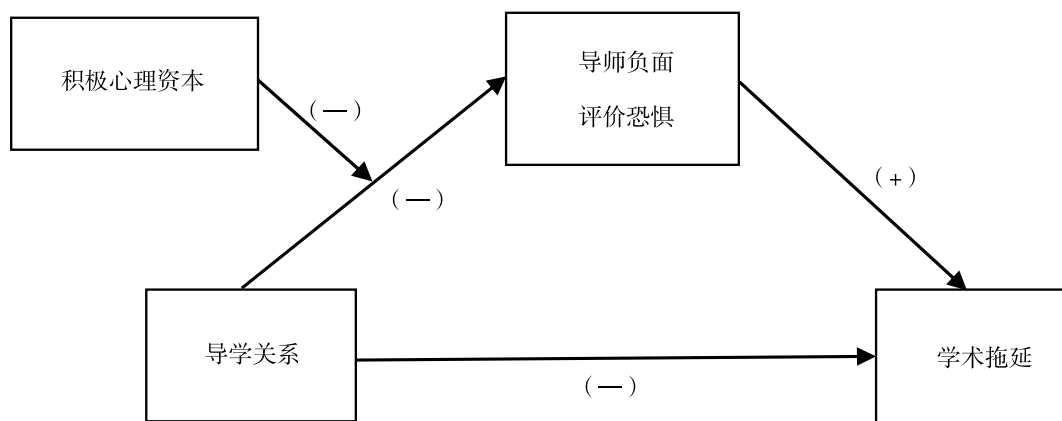 积极心理资本
导师负面
评价恐惧
（—）
（—）
（+）
导学关系
学术拖延
（—）